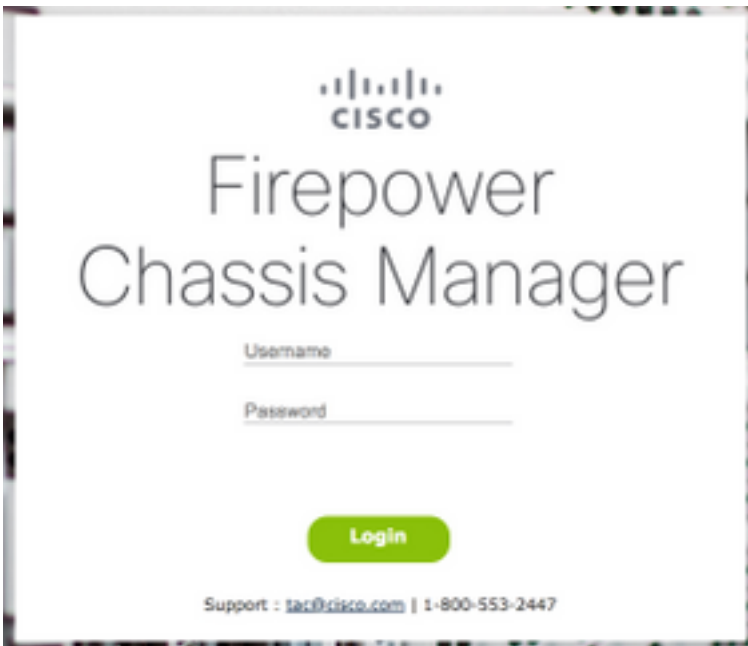 CISCO
Firepower
Chassis Manager
Username
Password
Login
Support : tac@cisco.com | 1-800-553-2447